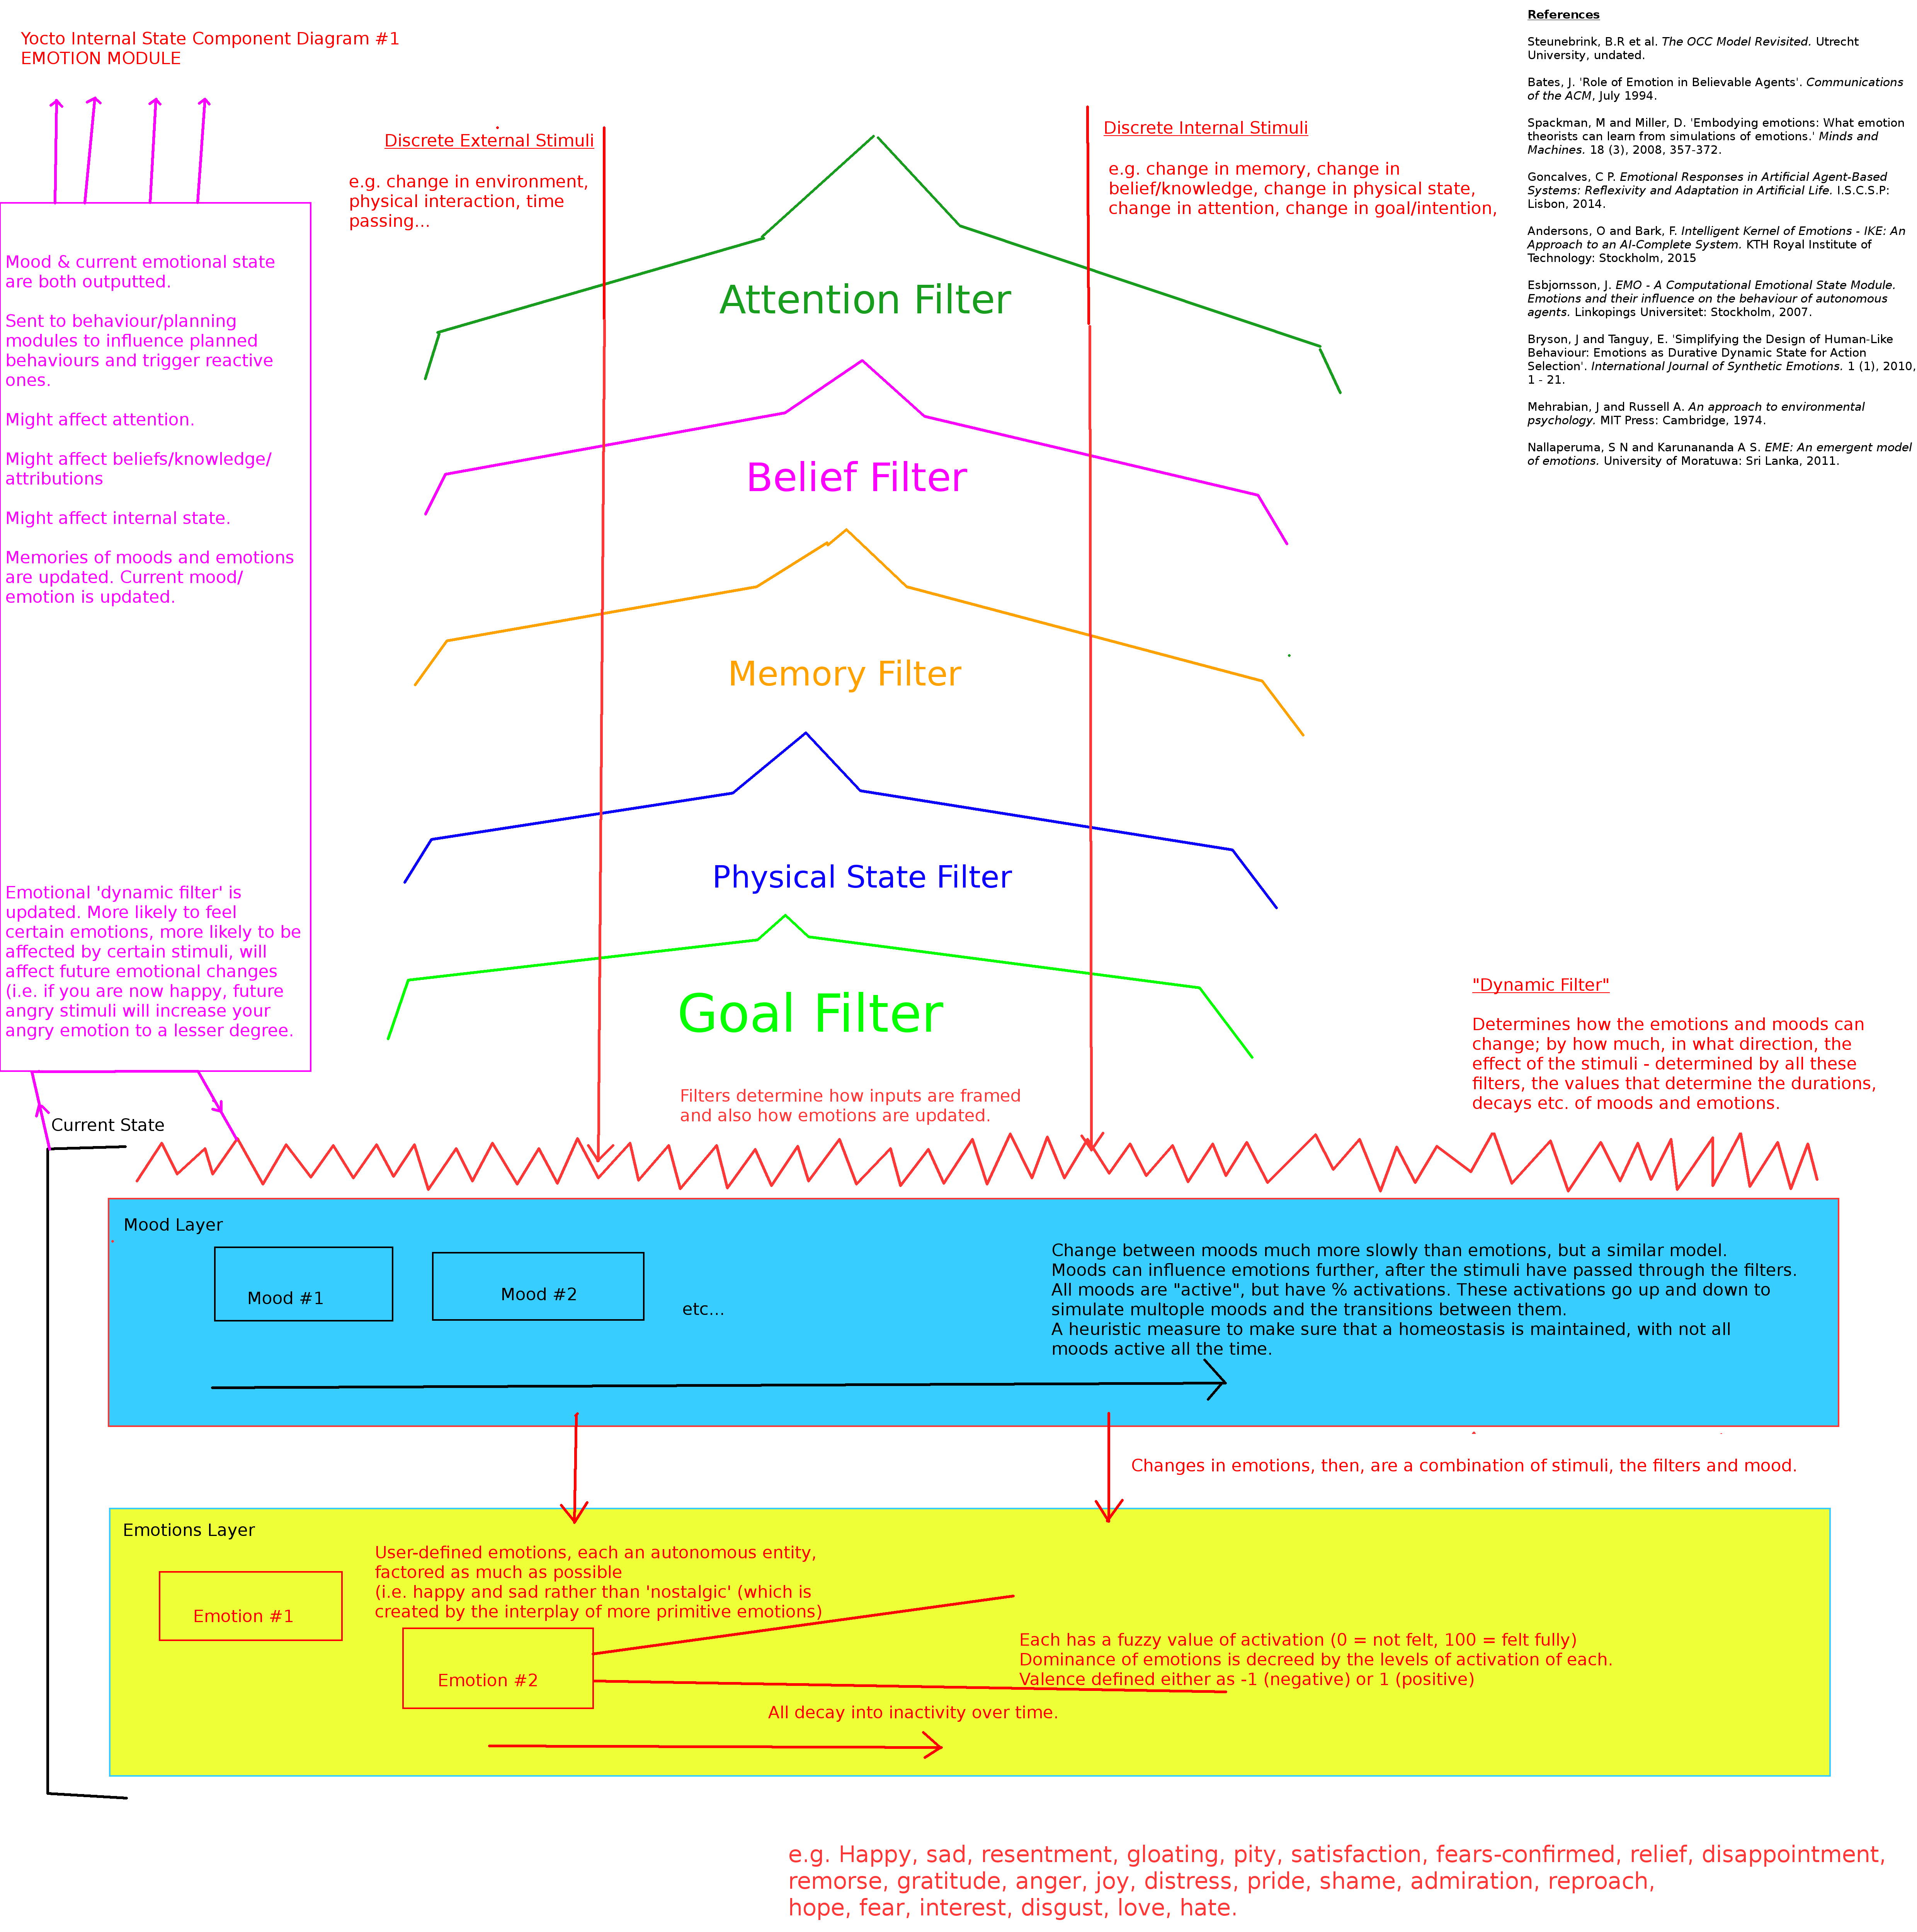 Yocto Internal State Component Diagram #1
EMOTION MODULE
References
Steunebrink, B.R et al. The OCC Model Revisited. Utrecht
University, undated.
Bates, J. 'Role of Emotion in Believable Agents'. Communications
of the ACM, July 1994.
Spackman, M and Miller, D. 'Embodying emotions: What emotion
theorists can learn from simulations of emotions.' Minds and
Machines. 18 (3), 2008, 357-372.
Goncalves, C P. Emotional Responses in Artificial Agent-Based
Systems: Reflexivity and Adaptation in Artificial Life. I.S.C.S.P:
Lisbon, 2014.
Andersons, O and Bark, F. Intelligent Kernel of Emotions - IKE: An
Approach to an AI-Complete System. KTH Royal Institute of
Technology: Stockholm, 2015
Esbjornsson, J. EMO - A Computational Emotional State Module.
Emotions and their influence on the behaviour of autonomous
agents. Linkopings Universitet: Stockholm, 2007.
Bryson, J and Tanguy, E. 'Simplifying the Design of Human-Like
Behaviour: Emotions as Durative Dynamic State for Action
Selection'. International Journal of Synthetic Emotions. 1 (1), 2010,
1 - 21.
Mehrabian, J and Russell A. An approach to environmental
psychology. MIT Press: Cambridge, 1974.
Nallaperuma, S N and Karunananda A S. EME: An emergent model
of emotions. University of Moratuwa: Sri Lanka, 2011.
Discrete External Stimuli
e.g. change in environment,
physical interaction, time
passing...
Discrete Internal Stimuli
e.g. change in memory, change in
belief/knowledge, change in physical state,
change in attention, change in goal/intention,
Mood & current emotional state
are both outputted.
Sent to behaviour/planning
modules to influence planned
behaviours and trigger reactive
ones.
Might affect attention.
Might affect beliefs/knowledge/
attributions
Might affect internal state.
Memories of moods and emotions
are updated. Current mood/
emotion is updated.
Emotional 'dynamic filter' is
updated. More likely to feel
certain emotions, more likely to be
affected by certain stimuli, will
affect future emotional changes
(i.e. if you are now happy, future
angry stimuli will increase your
angry emotion to a lesser degree.
Attention Filter
Belief Filter
Memory Filter
Physical State Filter
Goal Filter
Filters determine how inputs are framed
and also how emotions are updated.
"Dynamic Filter"
Determines how the emotions and moods can
change; by how much, in what direction, the
effect of the stimuli - determined by all these
filters, the values that determine the durations,
decays etc. of moods and emotions.
Current State
Mood Layer
Mood #1
Mood #2
etc...
Change between moods much more slowly than emotions, but a similar model.
Moods can influence emotions further, after the stimuli have passed through the filters.
All moods are "active", but have % activations. These activations go up and down to
simulate multople moods and the transitions between them.
A heuristic measure to make sure that a homeostasis is maintained, with not all
moods active all the time.
Changes in emotions, then, are a combination of stimuli, the filters and mood.
Emotions Layer
User-defined emotions, each an autonomous entity,
factored as much as possible
(i.e. happy and sad rather than 'nostalgic' (which is
created by the interplay of more primitive emotions)
Emotion #1
Emotion #2
Each has a fuzzy value of activation (0 = not felt, 100 = felt fully)
Dominance of emotions is decreed by the levels of activation of each.
Valence defined either as -1 (negative) or 1 (positive)
All decay into inactivity over time.
e.g. Happy, sad, resentment, gloating, pity, satisfaction, fears-confirmed, relief, disappointment,
remorse, gratitude, anger, joy, distress, pride, shame, admiration, reproach,
hope, fear, interest, disgust, love, hate.